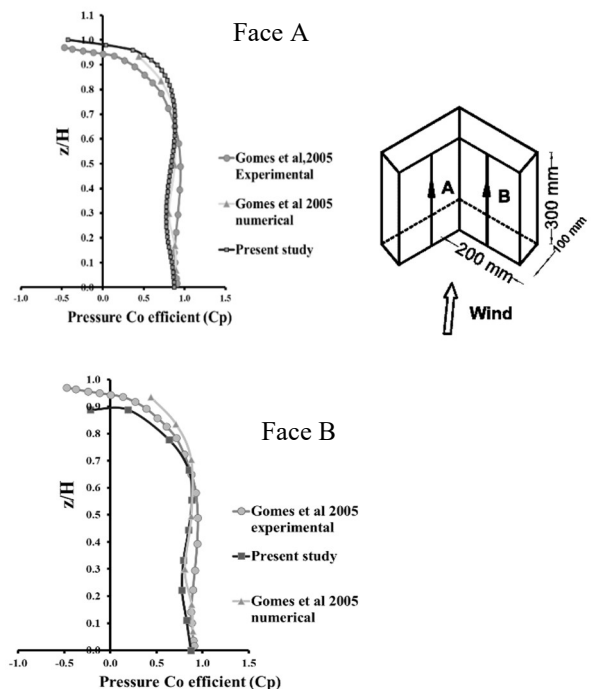 Face A
1.0
0.9
0.8
0.7
0.6
0.5
0.4
0.3
0.2
0.1
0.0
z/H
-1.0
-0.5
0.0
0.5
1.0
1.5
Pressure Co efficient (Cp)
Gomes et al,2005
Experimental
Gomes et al 2005
numerical
Present study
A
B
300 mm
100 mm
200 mm
Wind
Face B
1.0
0.9
0.8
0.7
0.6
0.5
0.4
0.3
0.2
0.1
0.0
z/H
-1.0
-0.5
0.0
0.5
1.0
1.5
Pressure Co efficient (Cp)
Gomes et al 2005
experimental
Present study
Gomes et al 2005
numerical